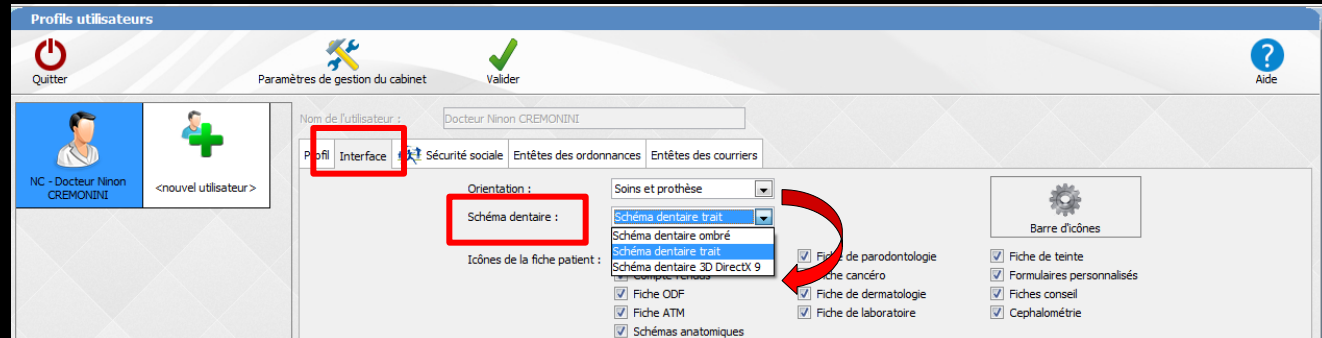 Profils utilisateurs
Quitter
Paramètres de gestion du cabinet
Valider
Aide
NC - Docteur Ninon
CREMONINI
<nouvel utilisateur>
Nom de l'utilisateur :
Docteur Ninon CREMONINI
Profil Interface Sécurité sociale Entêtes des ordonnances Entêtes des courriers
Orientation :
Soins et prothèse
Schéma dentaire :
Schéma dentaire trait
Schéma dentaire ombré
Schéma dentaire trait
Schéma dentaire 3D DirectX 9
Barre d'icônes
Icônes de la fiche patient :
Fiche de parodontologie
Fiche de teinte
Fiche cancéro
Formulaires personnalisés
Fiche ODF
Fiche de dermatologie
Fiches conseil
Fiche ATM
Fiche de laboratoire
Cephalométrie
Schémas anatomiques